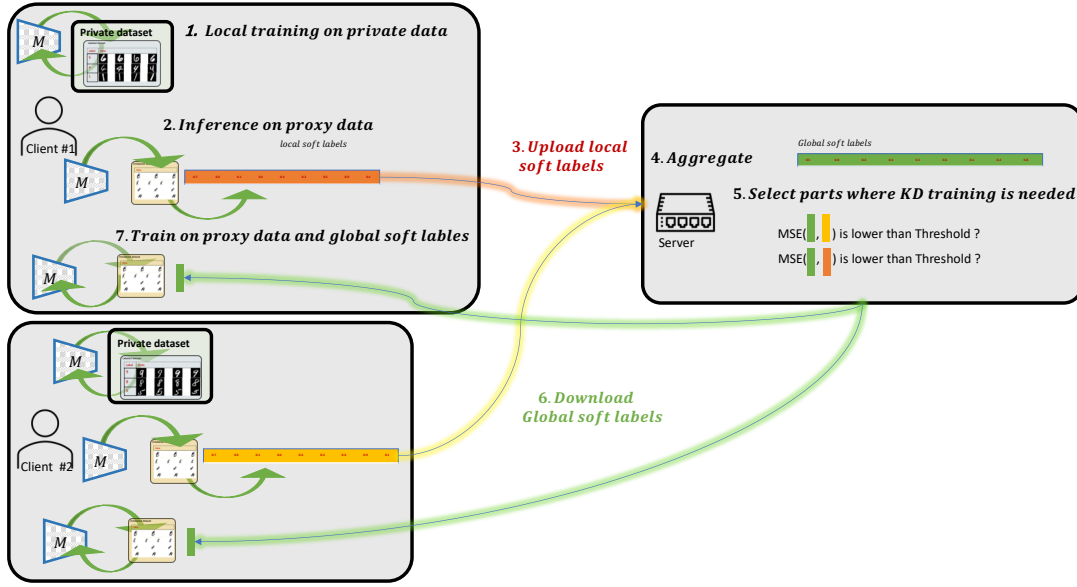 M
Private dataset
1. Local training on private data
Client #1
2. Inference on proxy data
local soft labels
M
7. Train on proxy data and global soft lables
M
3. Upload local
soft labels
4. Aggregate
Global soft labels
5. Select parts where KD training is needed
Server
MSE( , ) is lower than Threshold ?
MSE( , ) is lower than Threshold ?
M
Private dataset
Client #2
M
M
6. Download
Global soft labels